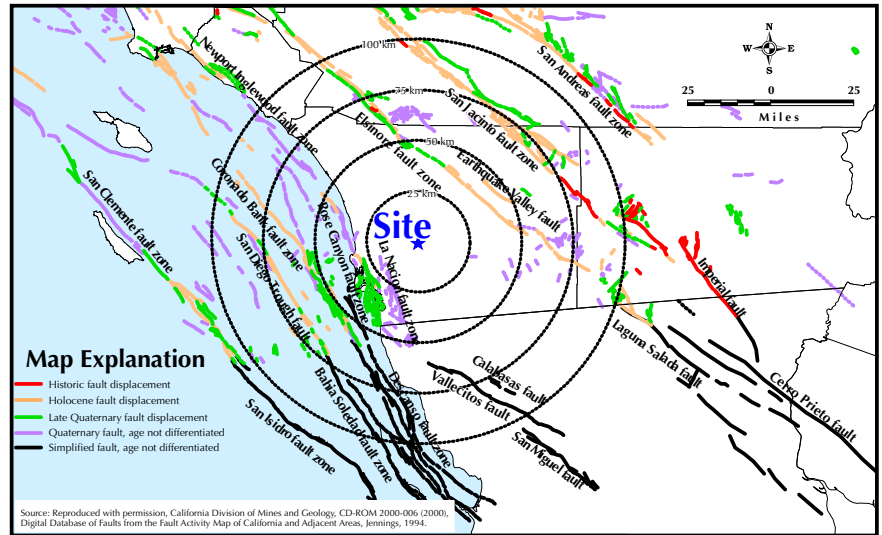 100 km
75 km
50 km
25 km
N
W
E
S
25
0
25
Miles
Newport Inglewood fault zone
San Andreas fault zone
San Jacinto fault zone
Elsinore fault zone
Earthquake Valley fault
San Clemente fault zone
Coronado Bank fault zone
San Diego Trough fault
Rose Canyon fault zone
La Nacion fault zone
Site
Imperial fault
Laguna Salada fault
Cerro Prieto fault
Calabasas fault
Vallecitos fault
San Miguel fault
Descanso fault zone
Bahia Soledad fault zone
San Isidro fault zone
Map Explanation
Historic fault displacement
Holocene fault displacement
Late Quaternary fault displacement
Quaternary fault, age not differentiated
Simplified fault, age not differentiated
Source: Reproduced with permission, California Division of Mines and Geology, CD-ROM 2000-006 (2000),
Digital Database of Faults from the Fault Activity Map of California and Adjacent Areas, Jennings, 1994.